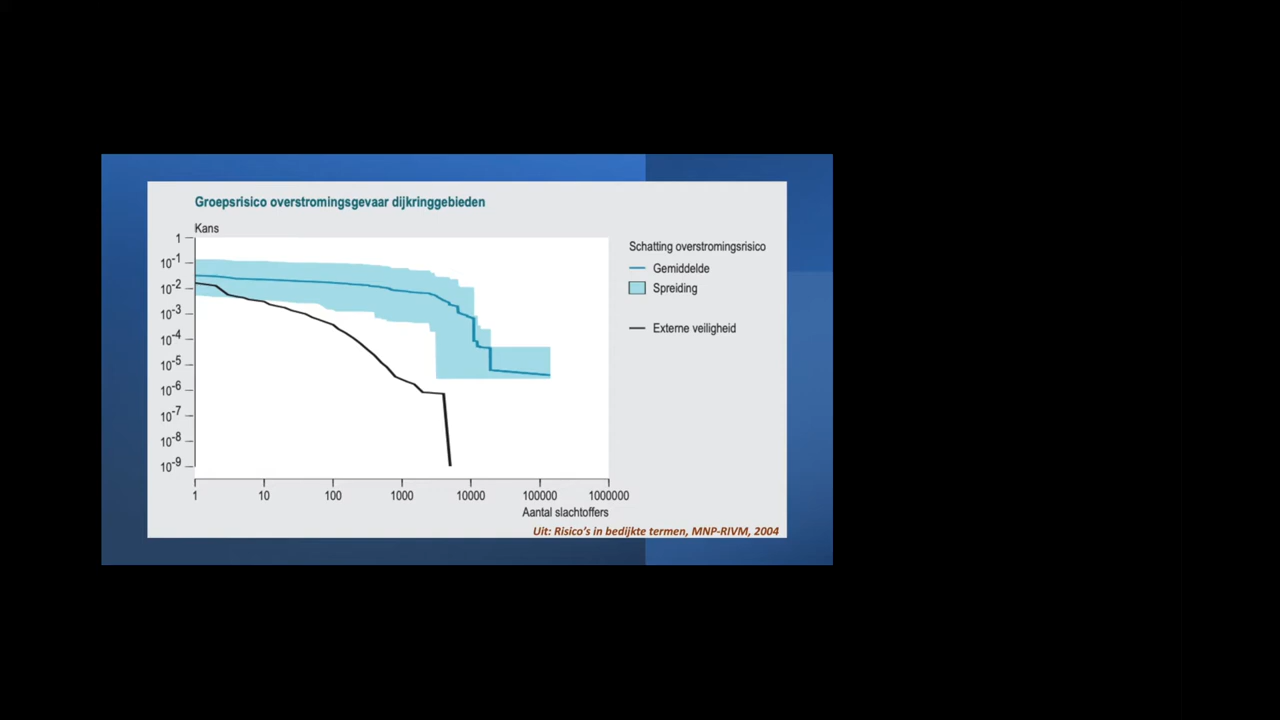 Groepsrisico overstromingsgevaar dijkringgebieden
Kans
1
10-1
10-2
10-3
10-4
10-5
10-6
10-7
10-8
10-9
1 10 100 1000 10000 100000 1000000
Aantal slachtoffers
Schatting overstromingsrisico
Gemiddelde
Spreiding
Externe veiligheid
Uit: Risico's in bedijkte termen, MNP-RIVM, 2004